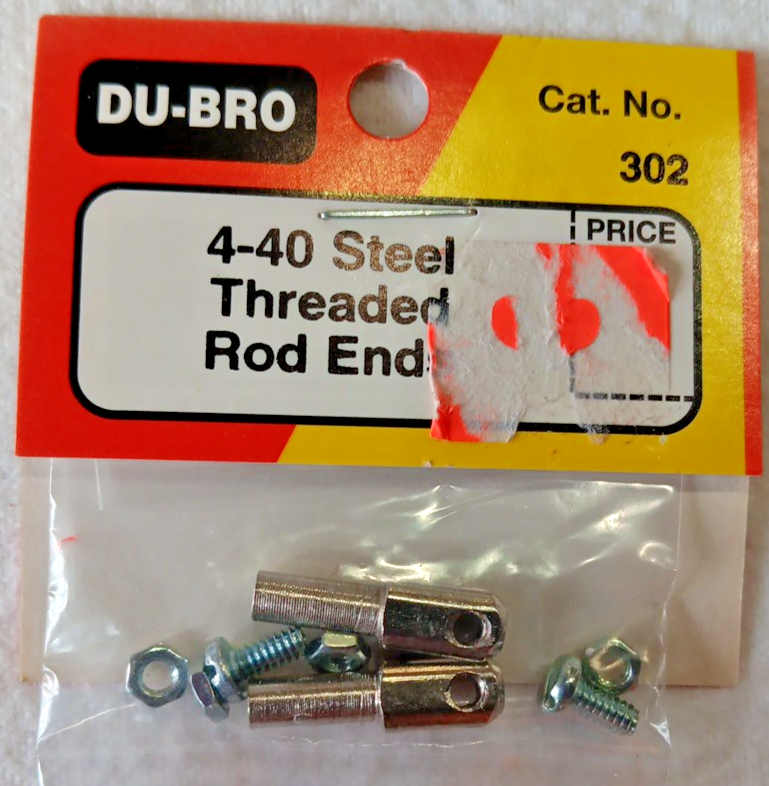 DU-BRO
Cat. No.
302
4-40 Steel
PRICE
Threaded
Rod Ends